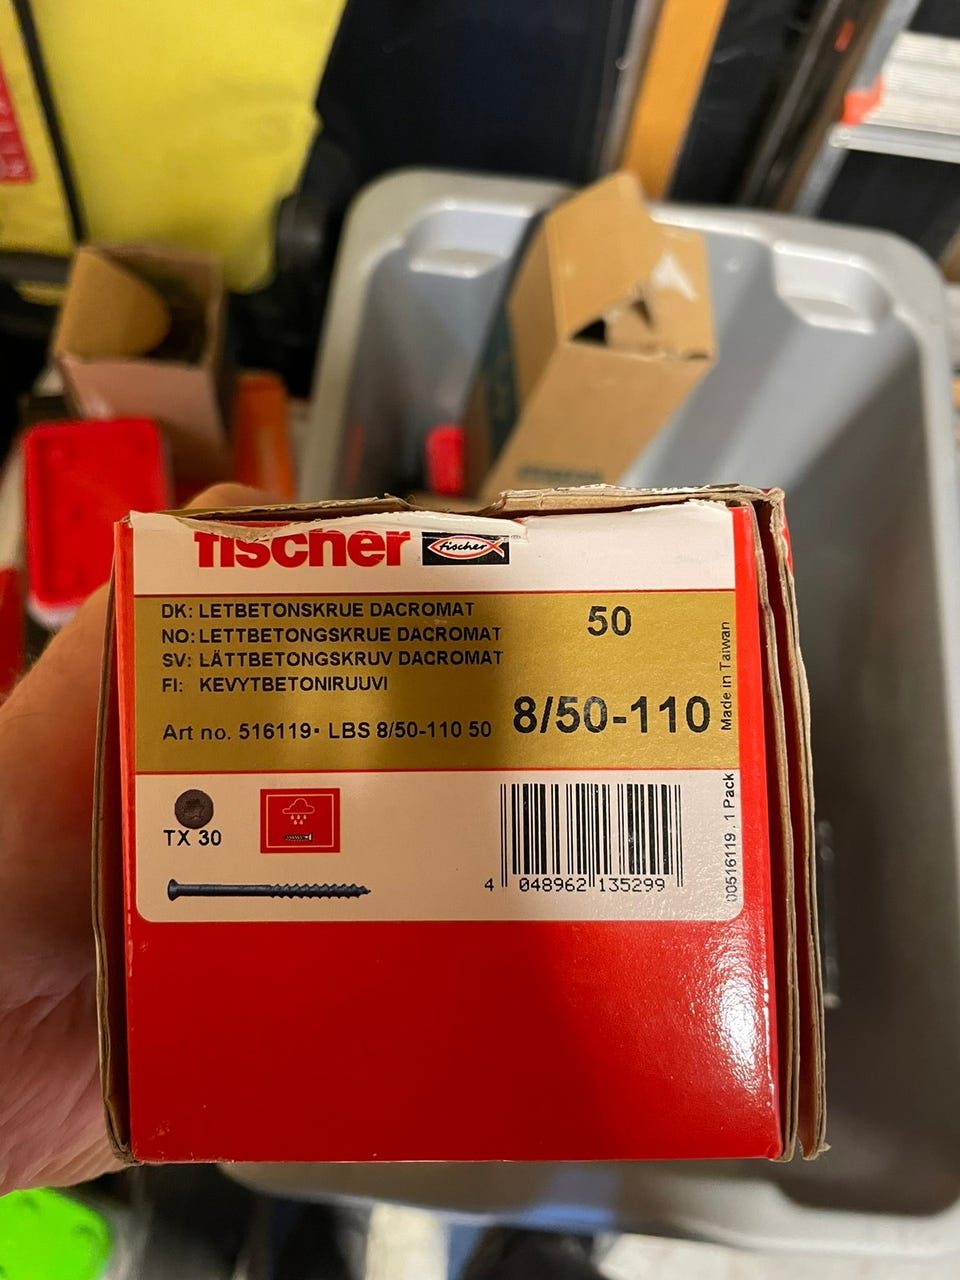 fischer fischer ®
DK: LETBETONSKRUE DACROMAT
NO: LETTBETONGSKRUE DACROMAT
SV: LÄTTBETONGSKRUV DACROMAT
FI: KEVYTBETONIRUUVI
50
Art no. 516119· LBS 8/50-110 50
8/50-110
Made in Taiwan
TX 30
4 048962 135299
00516119 , 1 Pack